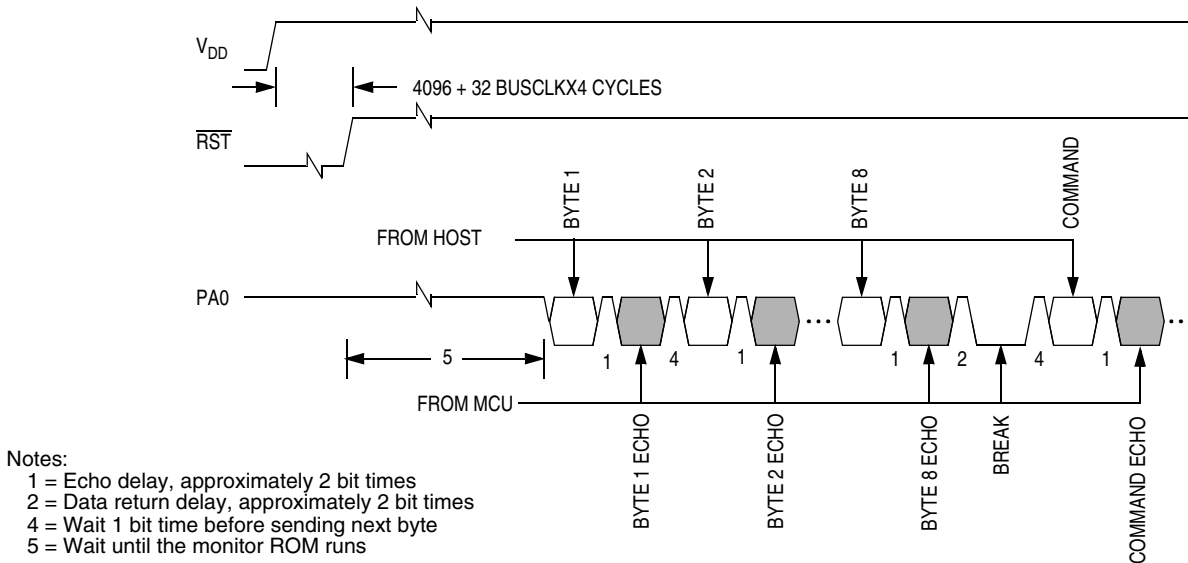 VDD
4096 + 32 BUSCLKX4 CYCLES
RST
BYTE 1
BYTE 2
BYTE 8
COMMAND
FROM HOST
PA0
5
1
4
1
1
2
4
1
FROM MCU
BYTE 1 ECHO
BYTE 2 ECHO
BYTE 8 ECHO
BREAK
COMMAND ECHO
Notes:
1 = Echo delay, approximately 2 bit times
2 = Data return delay, approximately 2 bit times
4 = Wait 1 bit time before sending next byte
5 = Wait until the monitor ROM runs